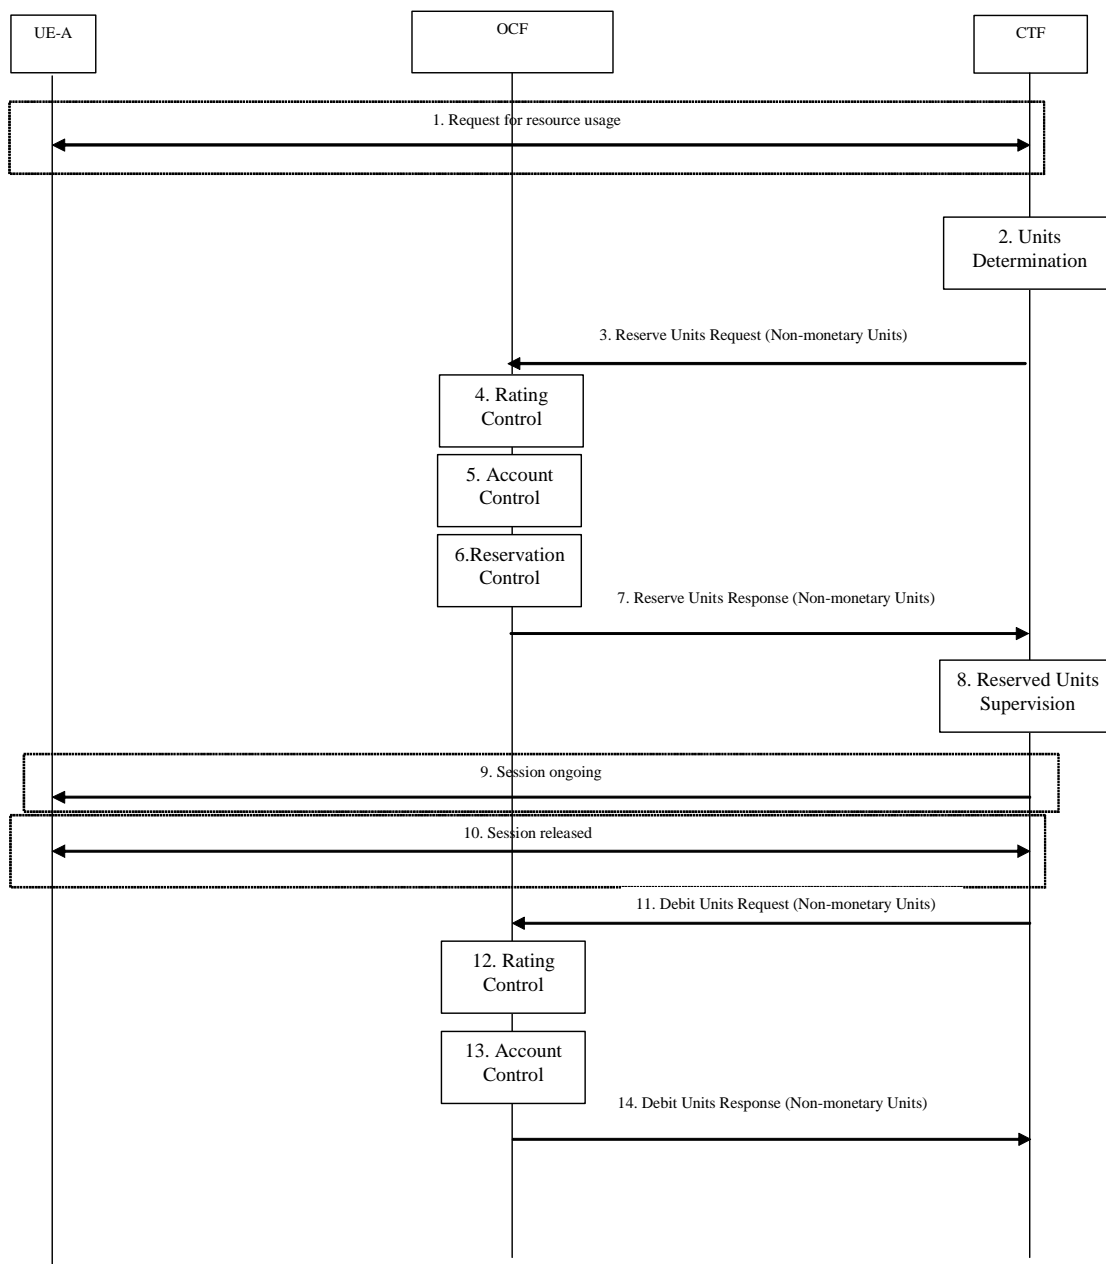 UE-A
OCF
CTF
1. Request for resource usage
2. Units
Determination
3. Reserve Units Request (Non-monetary Units)
4. Rating
Control
5. Account
Control
6.Reservation
Control
7. Reserve Units Response (Non-monetary Units)
8. Reserved Units
Supervision
9. Session ongoing
10. Session released
11. Debit Units Request (Non-monetary Units)
12. Rating
Control
13. Account
Control
14. Debit Units Response (Non-monetary Units)